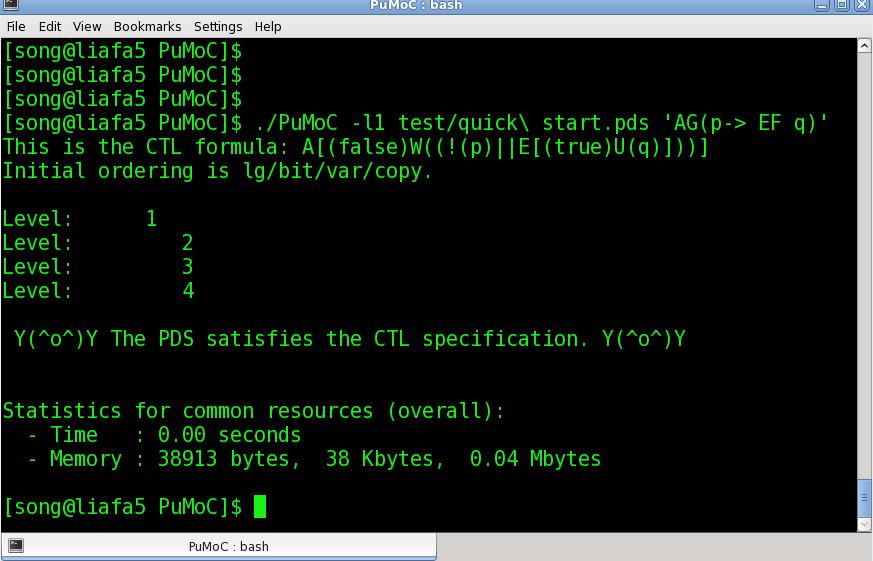 PuMoC : bash
File Edit View Bookmarks Settings Help
[song@liafa5 PuMoC]$
[song@liafa5 PuMoC]$
[song@liafa5 PuMoC]$
[song@liafa5 PuMoC]$ ./PuMoC -l1 test/quick\ start.pds 'AG(p-> EF q)'
This is the CTL formula: A[(false)W((!(p)||E[(true)U(q)]))]
Initial ordering is lg/bit/var/copy.
Level: 1
Level: 2
Level: 3
Level: 4
Y(^o^)Y The PDS satisfies the CTL specification. Y(^o^)Y
Statistics for common resources (overall):
- Time : 0.00 seconds
- Memory : 38913 bytes, 38 Kbytes, 0.04 Mbytes
[song@liafa5 PuMoC]$
PuMoC : bash